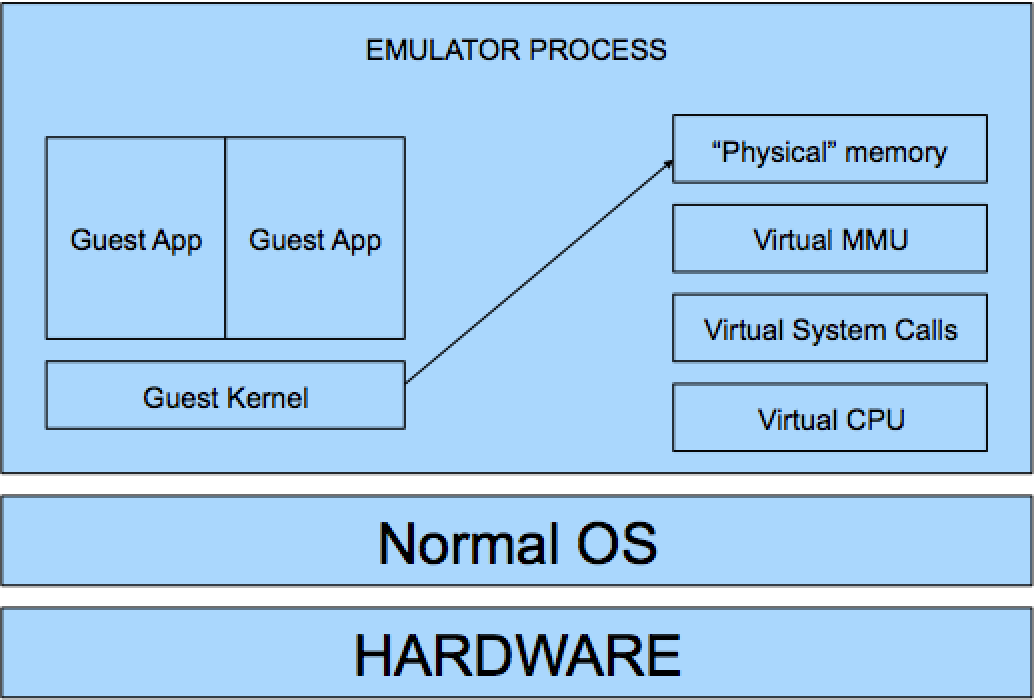 EMULATOR PROCESS
Guest App
Guest App
Guest Kernel
“Physical” memory
Virtual MMU
Virtual System Calls
Virtual CPU
Normal OS
HARDWARE